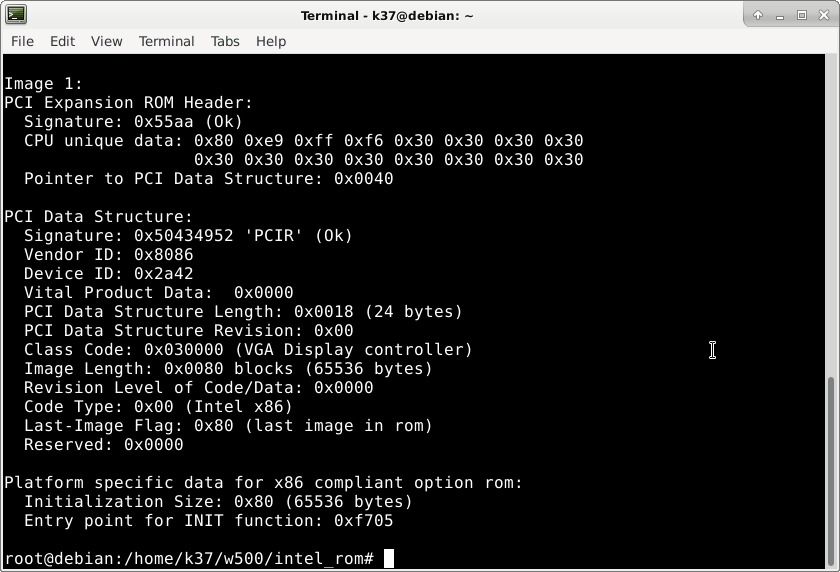 Terminal - k37@debian: ~
File Edit View Terminal Tabs Help
Image 1:
PCI Expansion ROM Header:
  Signature: 0x55aa (Ok)
  CPU unique data: 0x80 0xe9 0xff 0xf6 0x30 0x30 0x30 0x30
                   0x30 0x30 0x30 0x30 0x30 0x30 0x30 0x30
  Pointer to PCI Data Structure: 0x0040
PCI Data Structure:
  Signature: 0x50434952 'PCIR' (Ok)
  Vendor ID: 0x8086
  Device ID: 0x2a42
  Vital Product Data:  0x0000
  PCI Data Structure Length: 0x0018 (24 bytes)
  PCI Data Structure Revision: 0x00
  Class Code: 0x030000 (VGA Display controller)
  Image Length: 0x0080 blocks (65536 bytes)
  Revision Level of Code/Data: 0x0000
  Code Type: 0x00 (Intel x86)
  Last-Image Flag: 0x80 (last image in rom)
  Reserved: 0x0000
Platform specific data for x86 compliant option rom:
  Initialization Size: 0x80 (65536 bytes)
  Entry point for INIT function: 0xf705
root@debian:/home/k37/w500/intel_rom#